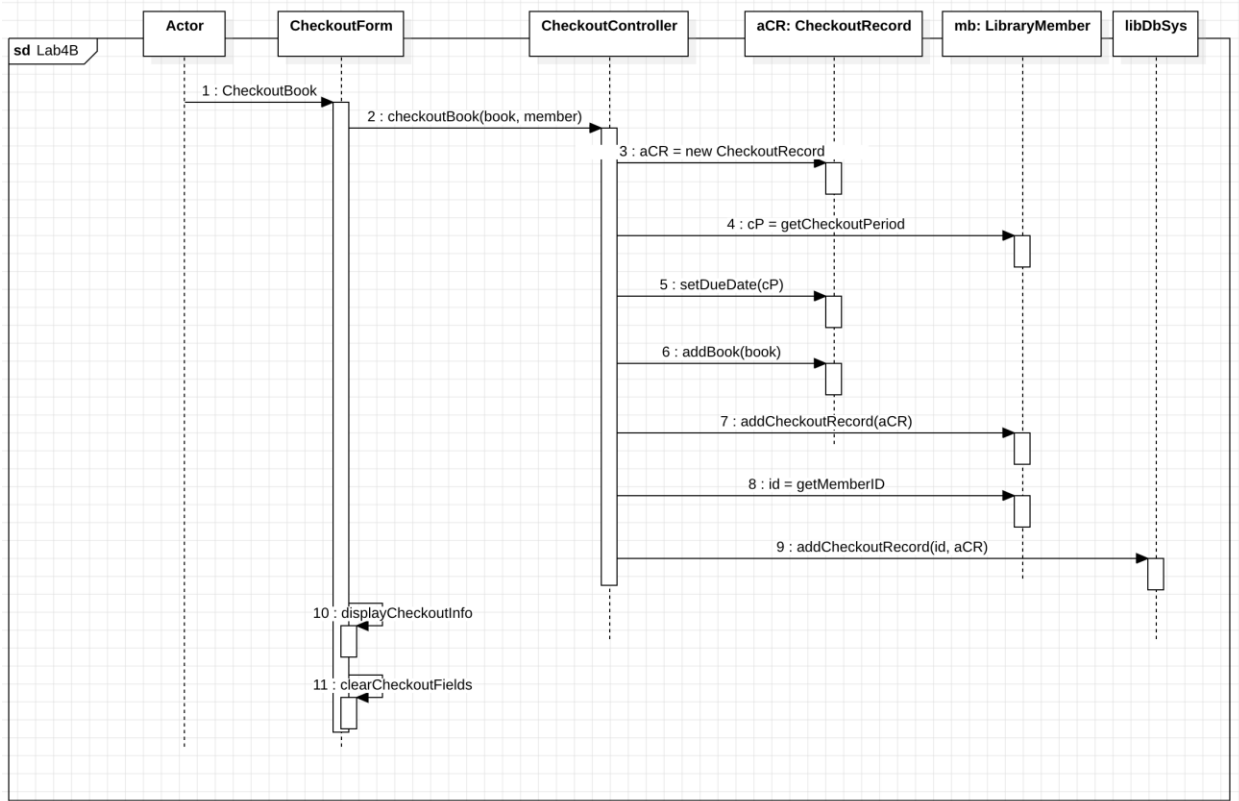 Actor
CheckoutForm
CheckoutController
aCR: CheckoutRecord
mb: LibraryMember
libDbSys
sd Lab4B
1 : CheckoutBook
2 : checkoutBook(book, member)
3 : aCR = new CheckoutRecord
4 : cP = getCheckoutPeriod
5 : setDueDate(cP)
6 : addBook(book)
7 : addCheckoutRecord(aCR)
8 : id = getMemberID
9 : addCheckoutRecord(id, aCR)
10 : displayCheckoutInfo
11 : clearCheckoutFields